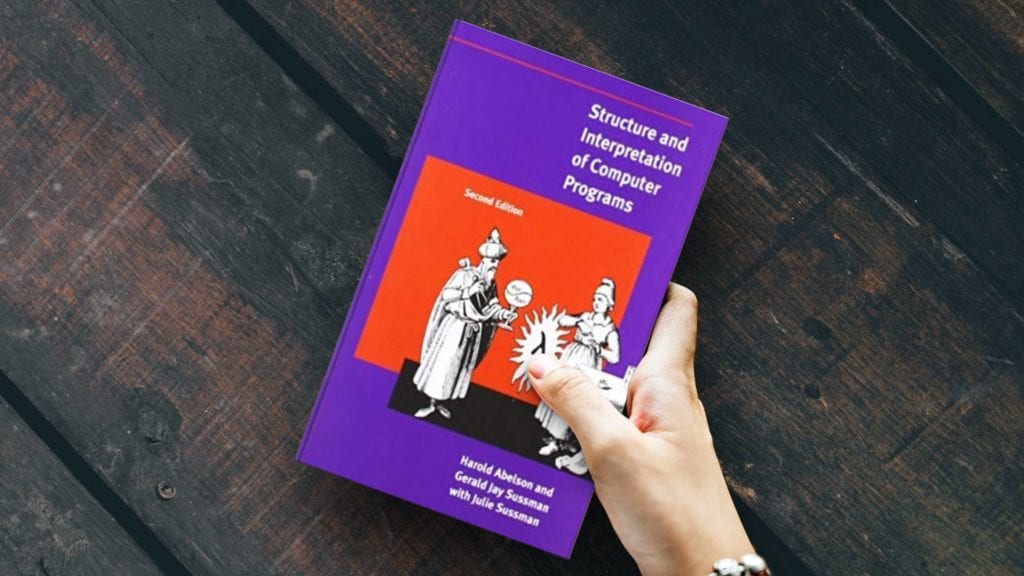 Structure and
Interpretation
of Computer
Programs
Second Edition
λ
Harold Abelson and
Gerald Jay Sussman
with Julie Sussman